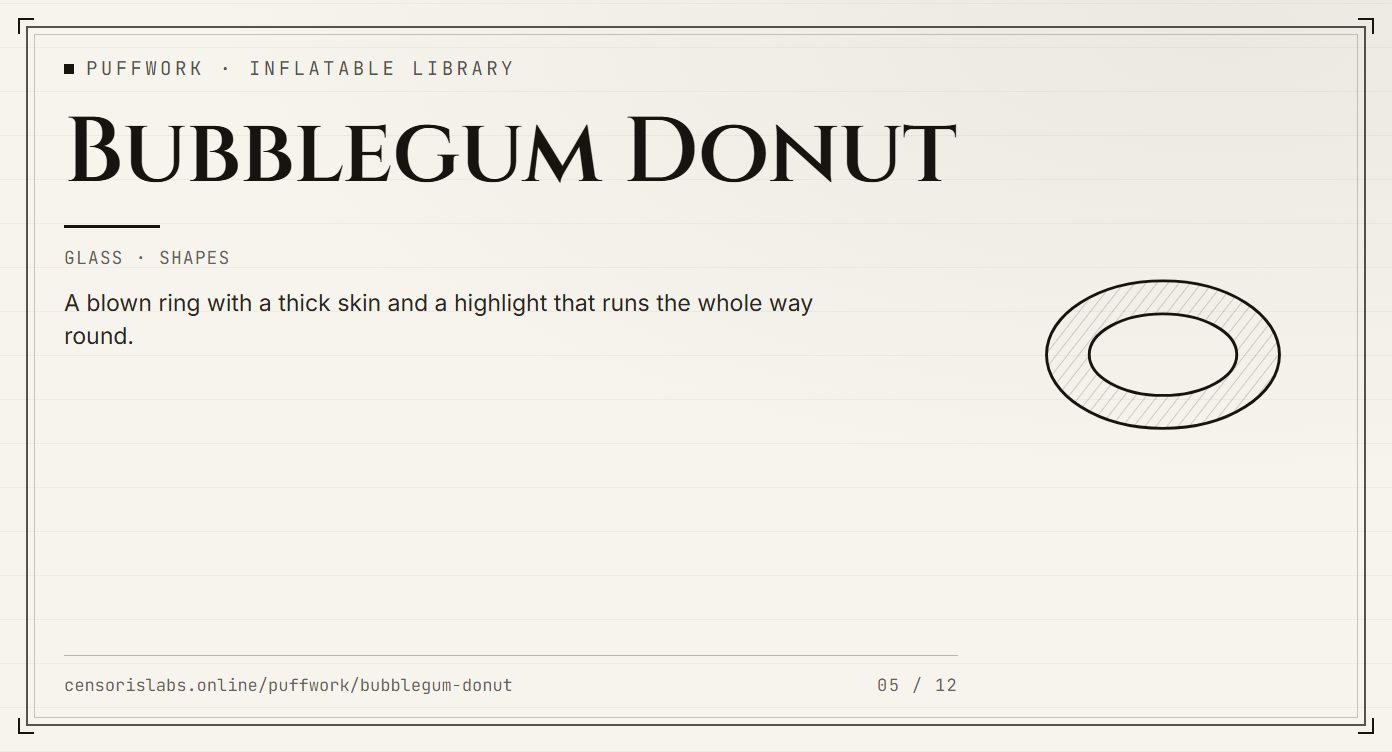 PUFFWORK · INFLATABLE LIBRARY
Bubblegum Donut
GLASS · SHAPES
A blown ring with a thick skin and a highlight that runs the whole way
round.
censorislabs.online/puffwork/bubblegum-donut
05 / 12